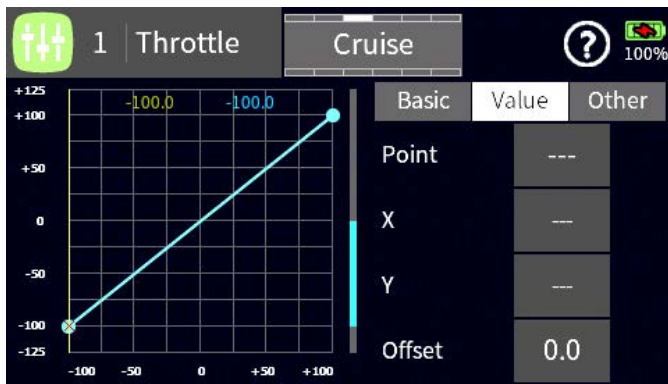 1 Throttle Cruise ? 100%
Basic Value Other
+125
+100
+50
0
-50
-100
-125
-100.0 -100.0
-100 -50 0 +50 +100
Point ---
X ---
Y ---
Offset 0.0